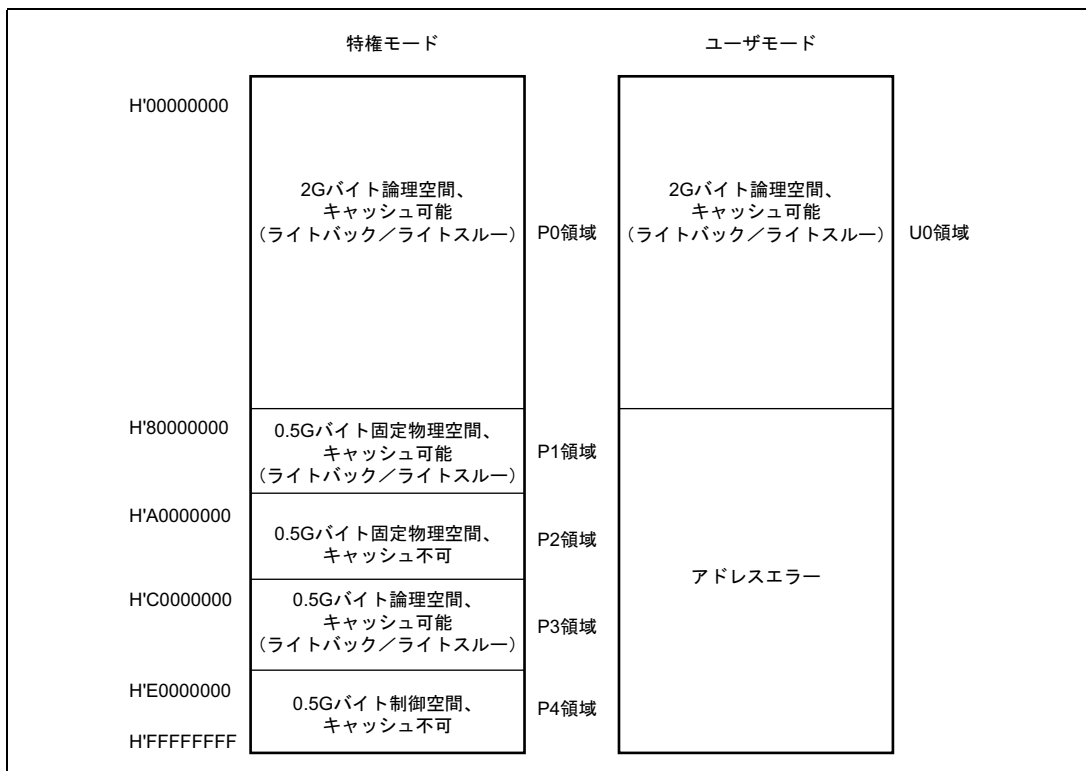 特権モード
ユーザモード
H'00000000
2Gバイト論理空間、
キャッシュ可能
（ライトバック／ライトスルー）
P0領域
2Gバイト論理空間、
キャッシュ可能
（ライトバック／ライトスルー）
U0領域
H'80000000
0.5Gバイト固定物理空間、
キャッシュ可能
（ライトバック／ライトスルー）
P1領域
H'A0000000
0.5Gバイト固定物理空間、
キャッシュ不可
P2領域
アドレスエラー
H'C0000000
0.5Gバイト論理空間、
キャッシュ可能
（ライトバック／ライトスルー）
P3領域
H'E0000000
0.5Gバイト制御空間、
キャッシュ不可
P4領域
H'FFFFFFFF